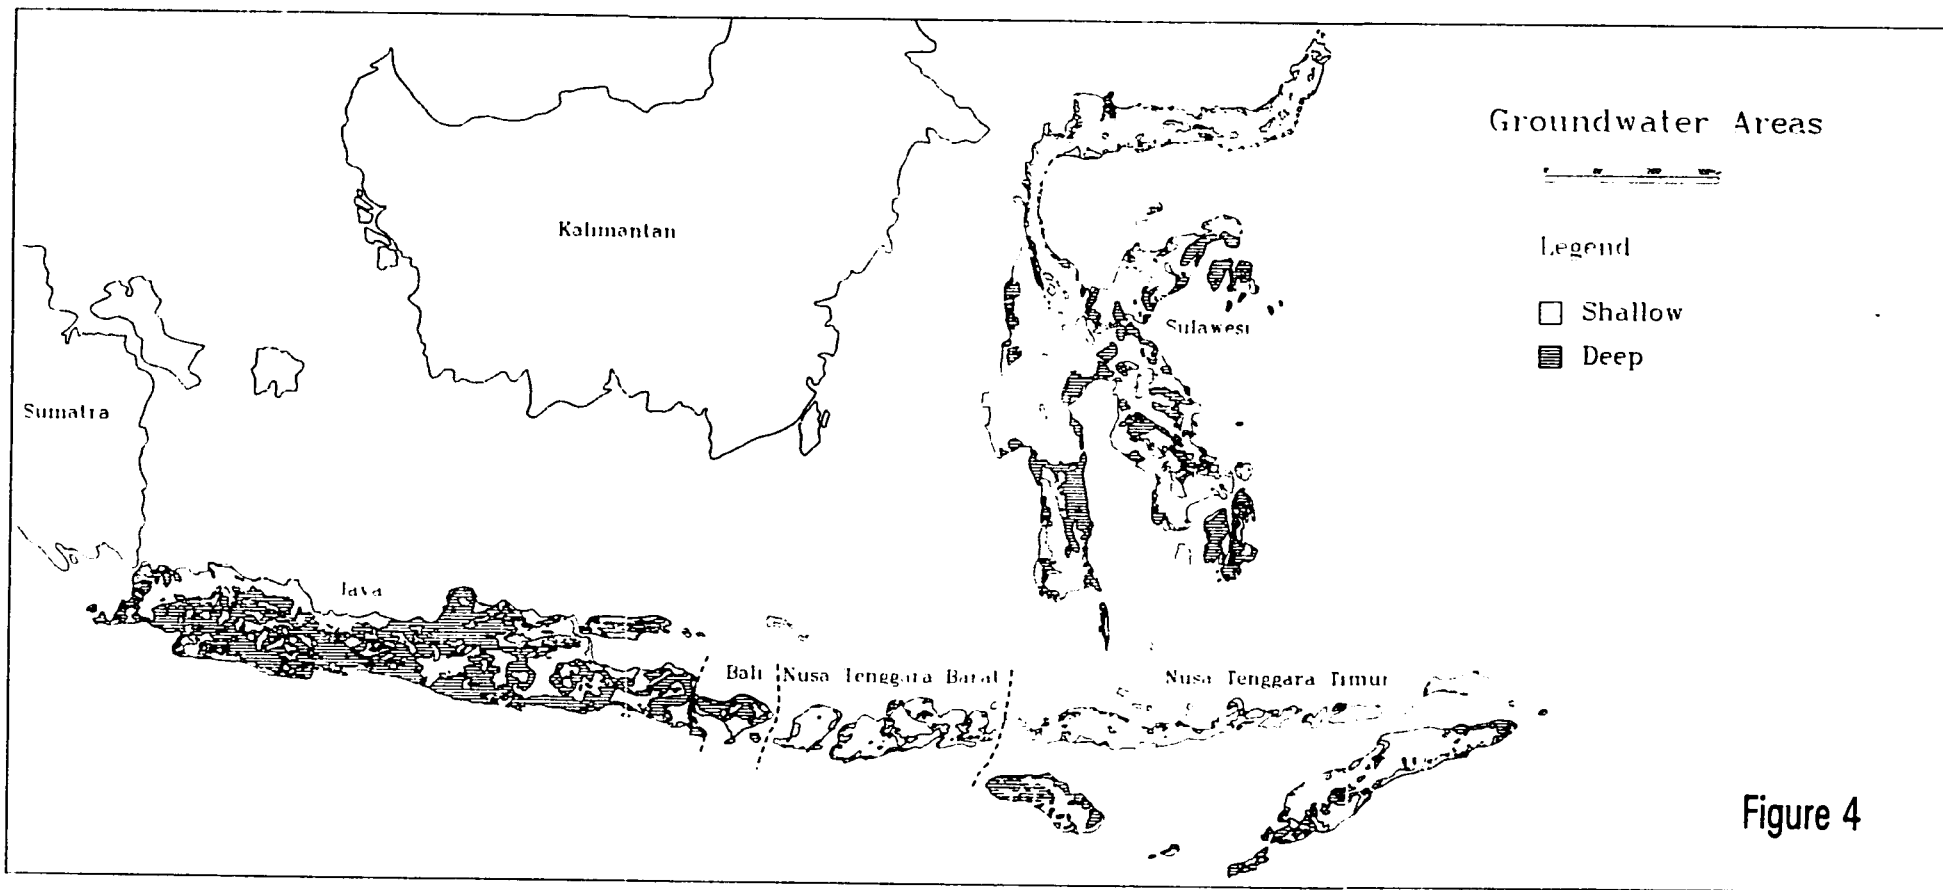 Groundwater Areas
Legend
Shallow
Deep
Kalimantan
Sulawesi
Sumatra
Java
Bali
Nusa Tenggara Barat
Nusa Tenggara Timur
Figure 4